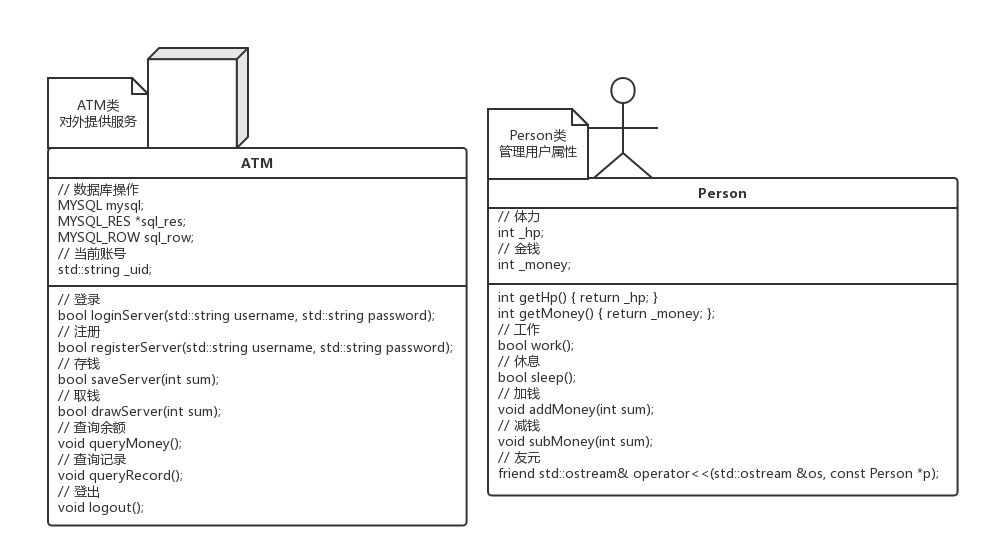 ATM类
对外提供服务
ATM
// 数据库操作
MYSQL mysql;
MYSQL_RES *sql_res;
MYSQL_ROW sql_row;
// 当前账号
std::string _uid;
// 登录
bool loginServer(std::string username, std::string password);
// 注册
bool registerServer(std::string username, std::string password);
// 存钱
bool saveServer(int sum);
// 取钱
bool drawServer(int sum);
// 查询余额
void queryMoney();
// 查询记录
void queryRecord();
// 登出
void logout();
Person类
管理用户属性
Person
// 体力
int _hp;
// 金钱
int _money;
int getHp() { return _hp; }
int getMoney() { return _money; };
// 工作
bool work();
// 休息
bool sleep();
// 加钱
void addMoney(int sum);
// 减钱
void subMoney(int sum);
// 友元
friend std::ostream& operator<<(std::ostream &os, const Person *p);